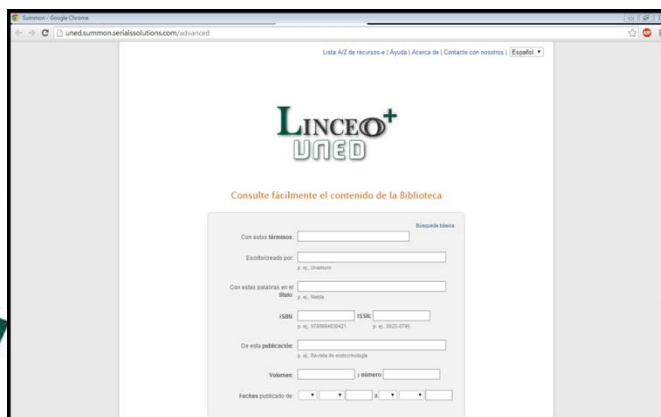 Summon - Google Chrome
uned.summon.serialssolutions.com/advanced
Lista A/Z de recursos-e | Ayuda | Acerca de | Contacte con nosotros | Español
LINCEO+
UNED
Consulte fácilmente el contenido de la Biblioteca
Búsqueda básica
Con estos términos:
Escrito/creado por:
p. ej., Unamuno
Con estas palabras en el
título:
p. ej., Niebla
ISBN: ISSN:
p. ej.,
De esta publicación:
p. ej., Revista de endocrinología
Volumen: y número:
Fechas publicado de: a